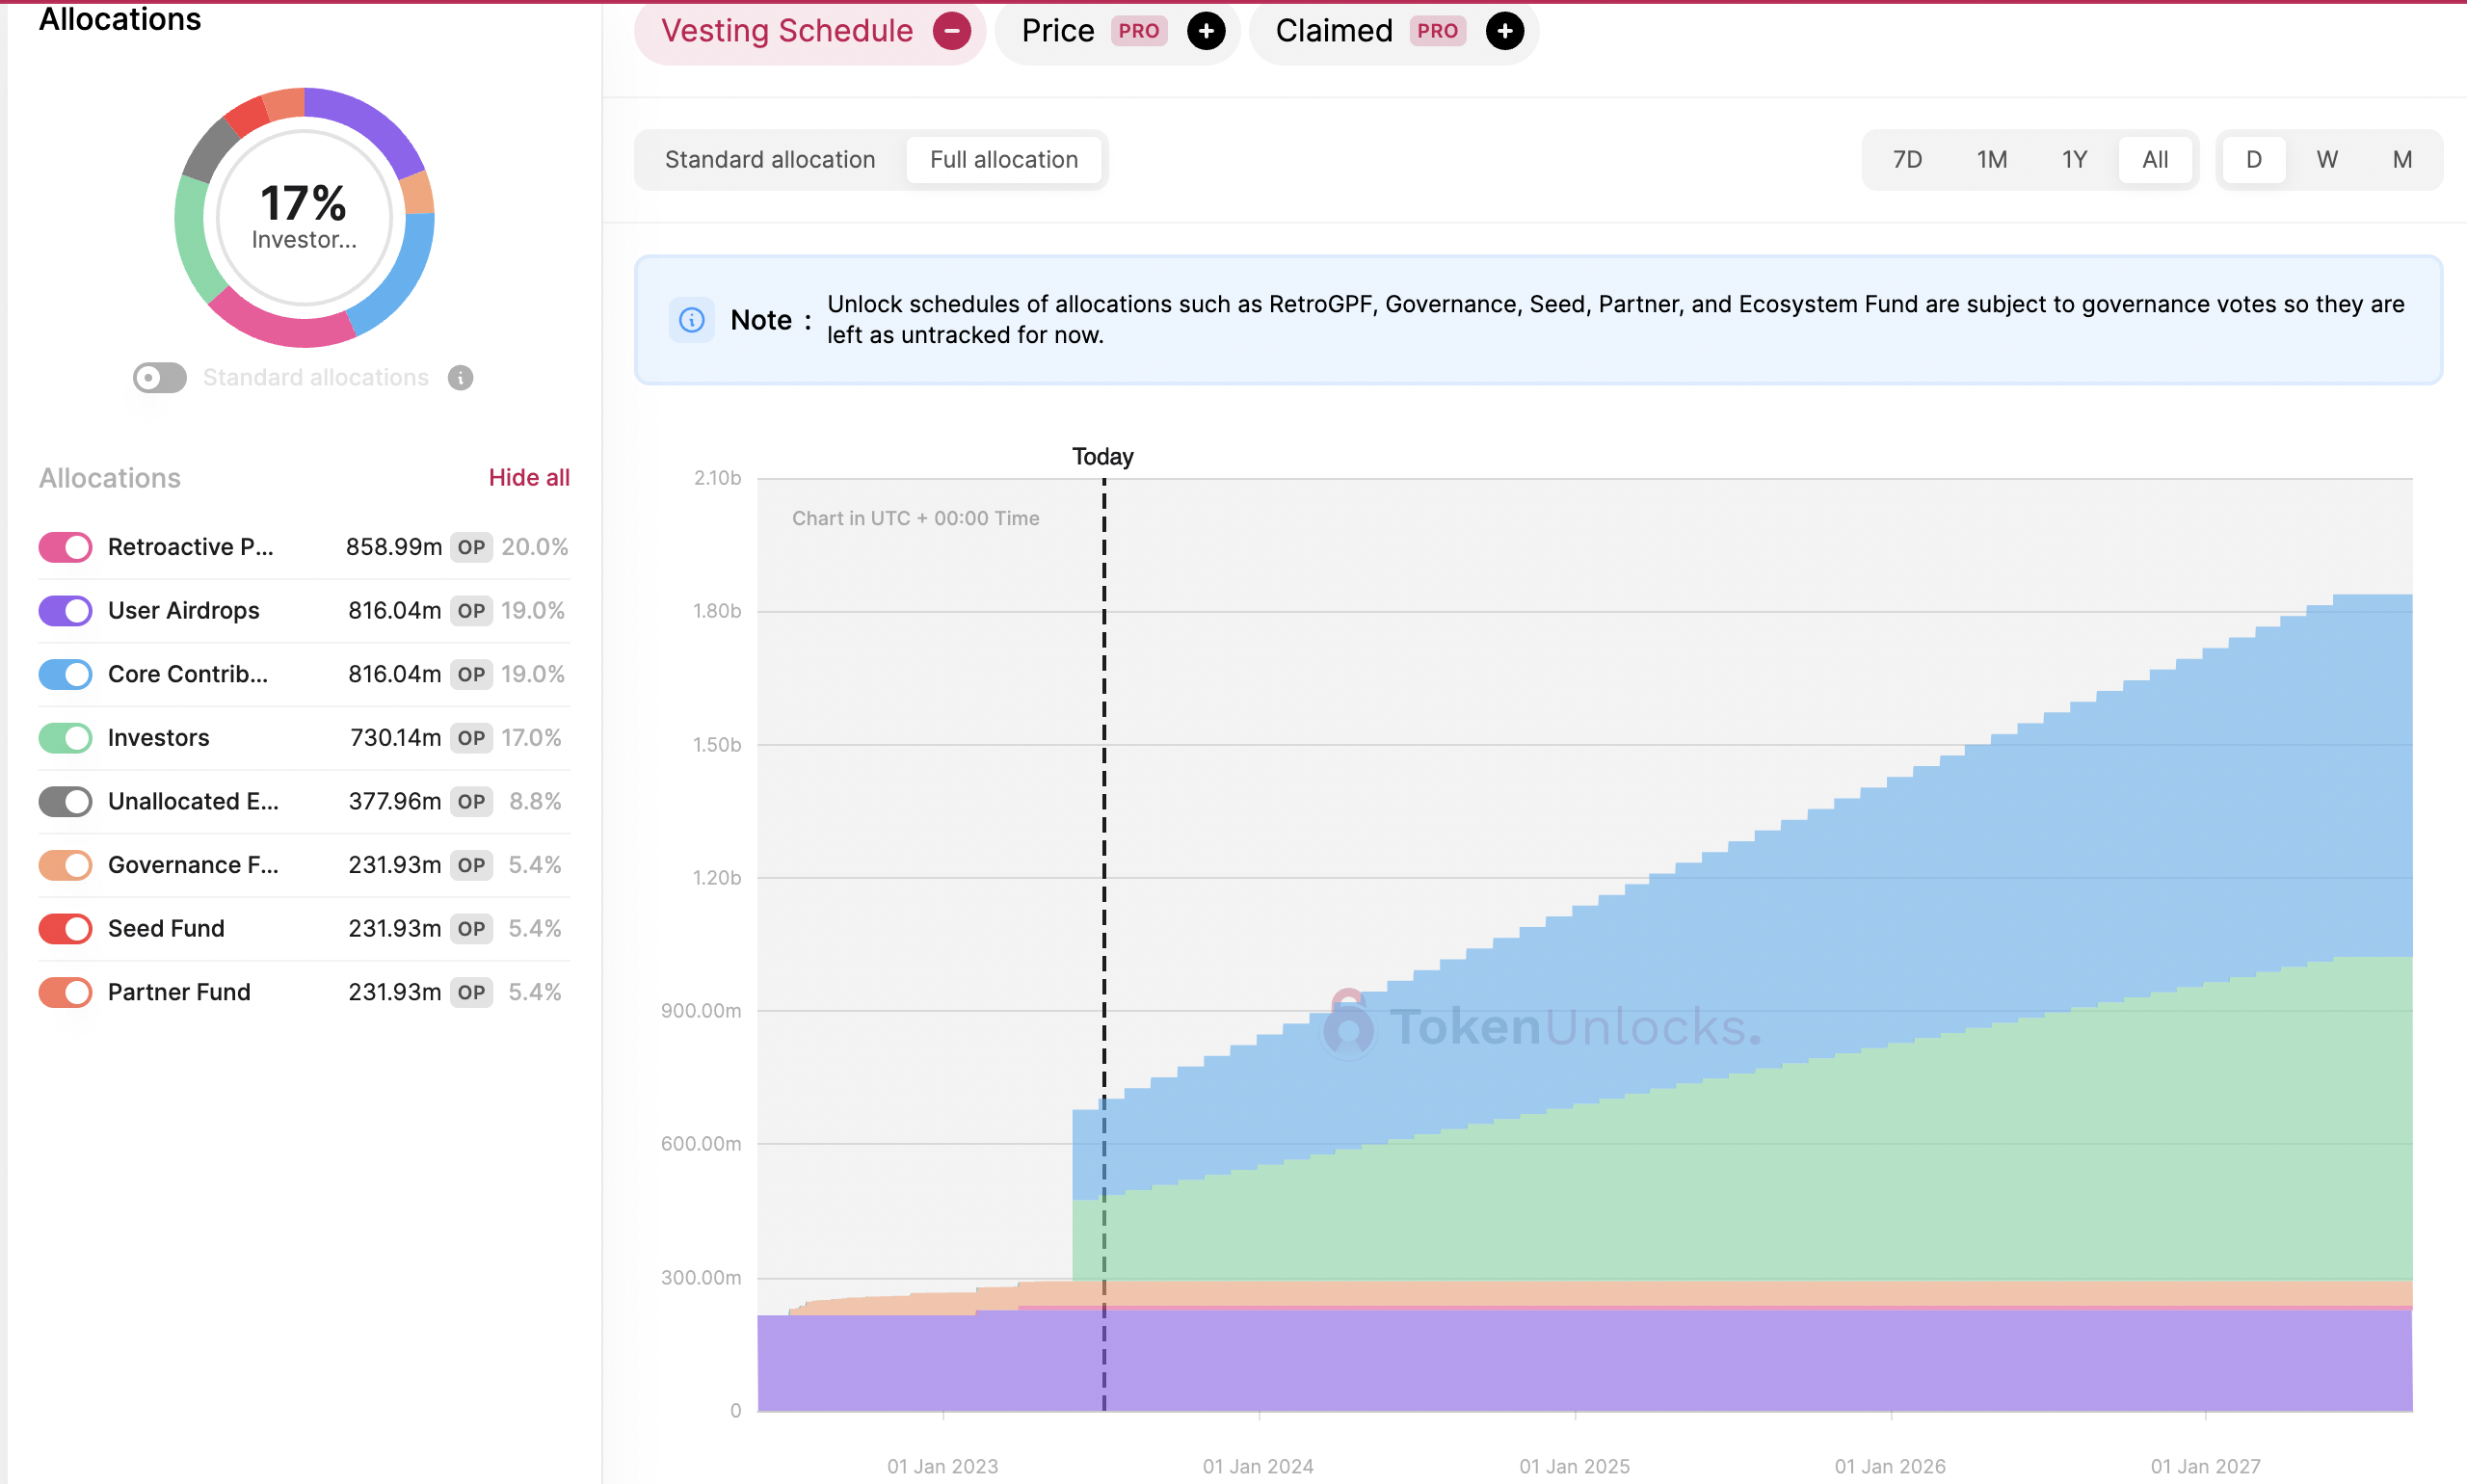 Allocations
Vesting Schedule
Price PRO
Claimed PRO
Standard allocation
Full allocation
7D 1M 1Y All
D W M
17%
Investor...
Standard allocations
Note :
Unlock schedules of allocations such as RetroGPF, Governance, Seed, Partner, and Ecosystem Fund are subject to governance votes so they are
left as untracked for now.
Allocations Hide all
Retroactive P... 858.99m OP 20.0%
User Airdrops 816.04m OP 19.0%
Core Contrib... 816.04m OP 19.0%
Investors 730.14m OP 17.0%
Unallocated E... 377.96m OP 8.8%
Governance F... 231.93m OP 5.4%
Seed Fund 231.93m OP 5.4%
Partner Fund 231.93m OP 5.4%
Today
Chart in UTC + 00:00 Time
2.10b
1.80b
1.50b
1.20b
900.00m
600.00m
300.00m
0
TokenUnlocks.
01 Jan 2023
01 Jan 2024
01 Jan 2025
01 Jan 2026
01 Jan 2027